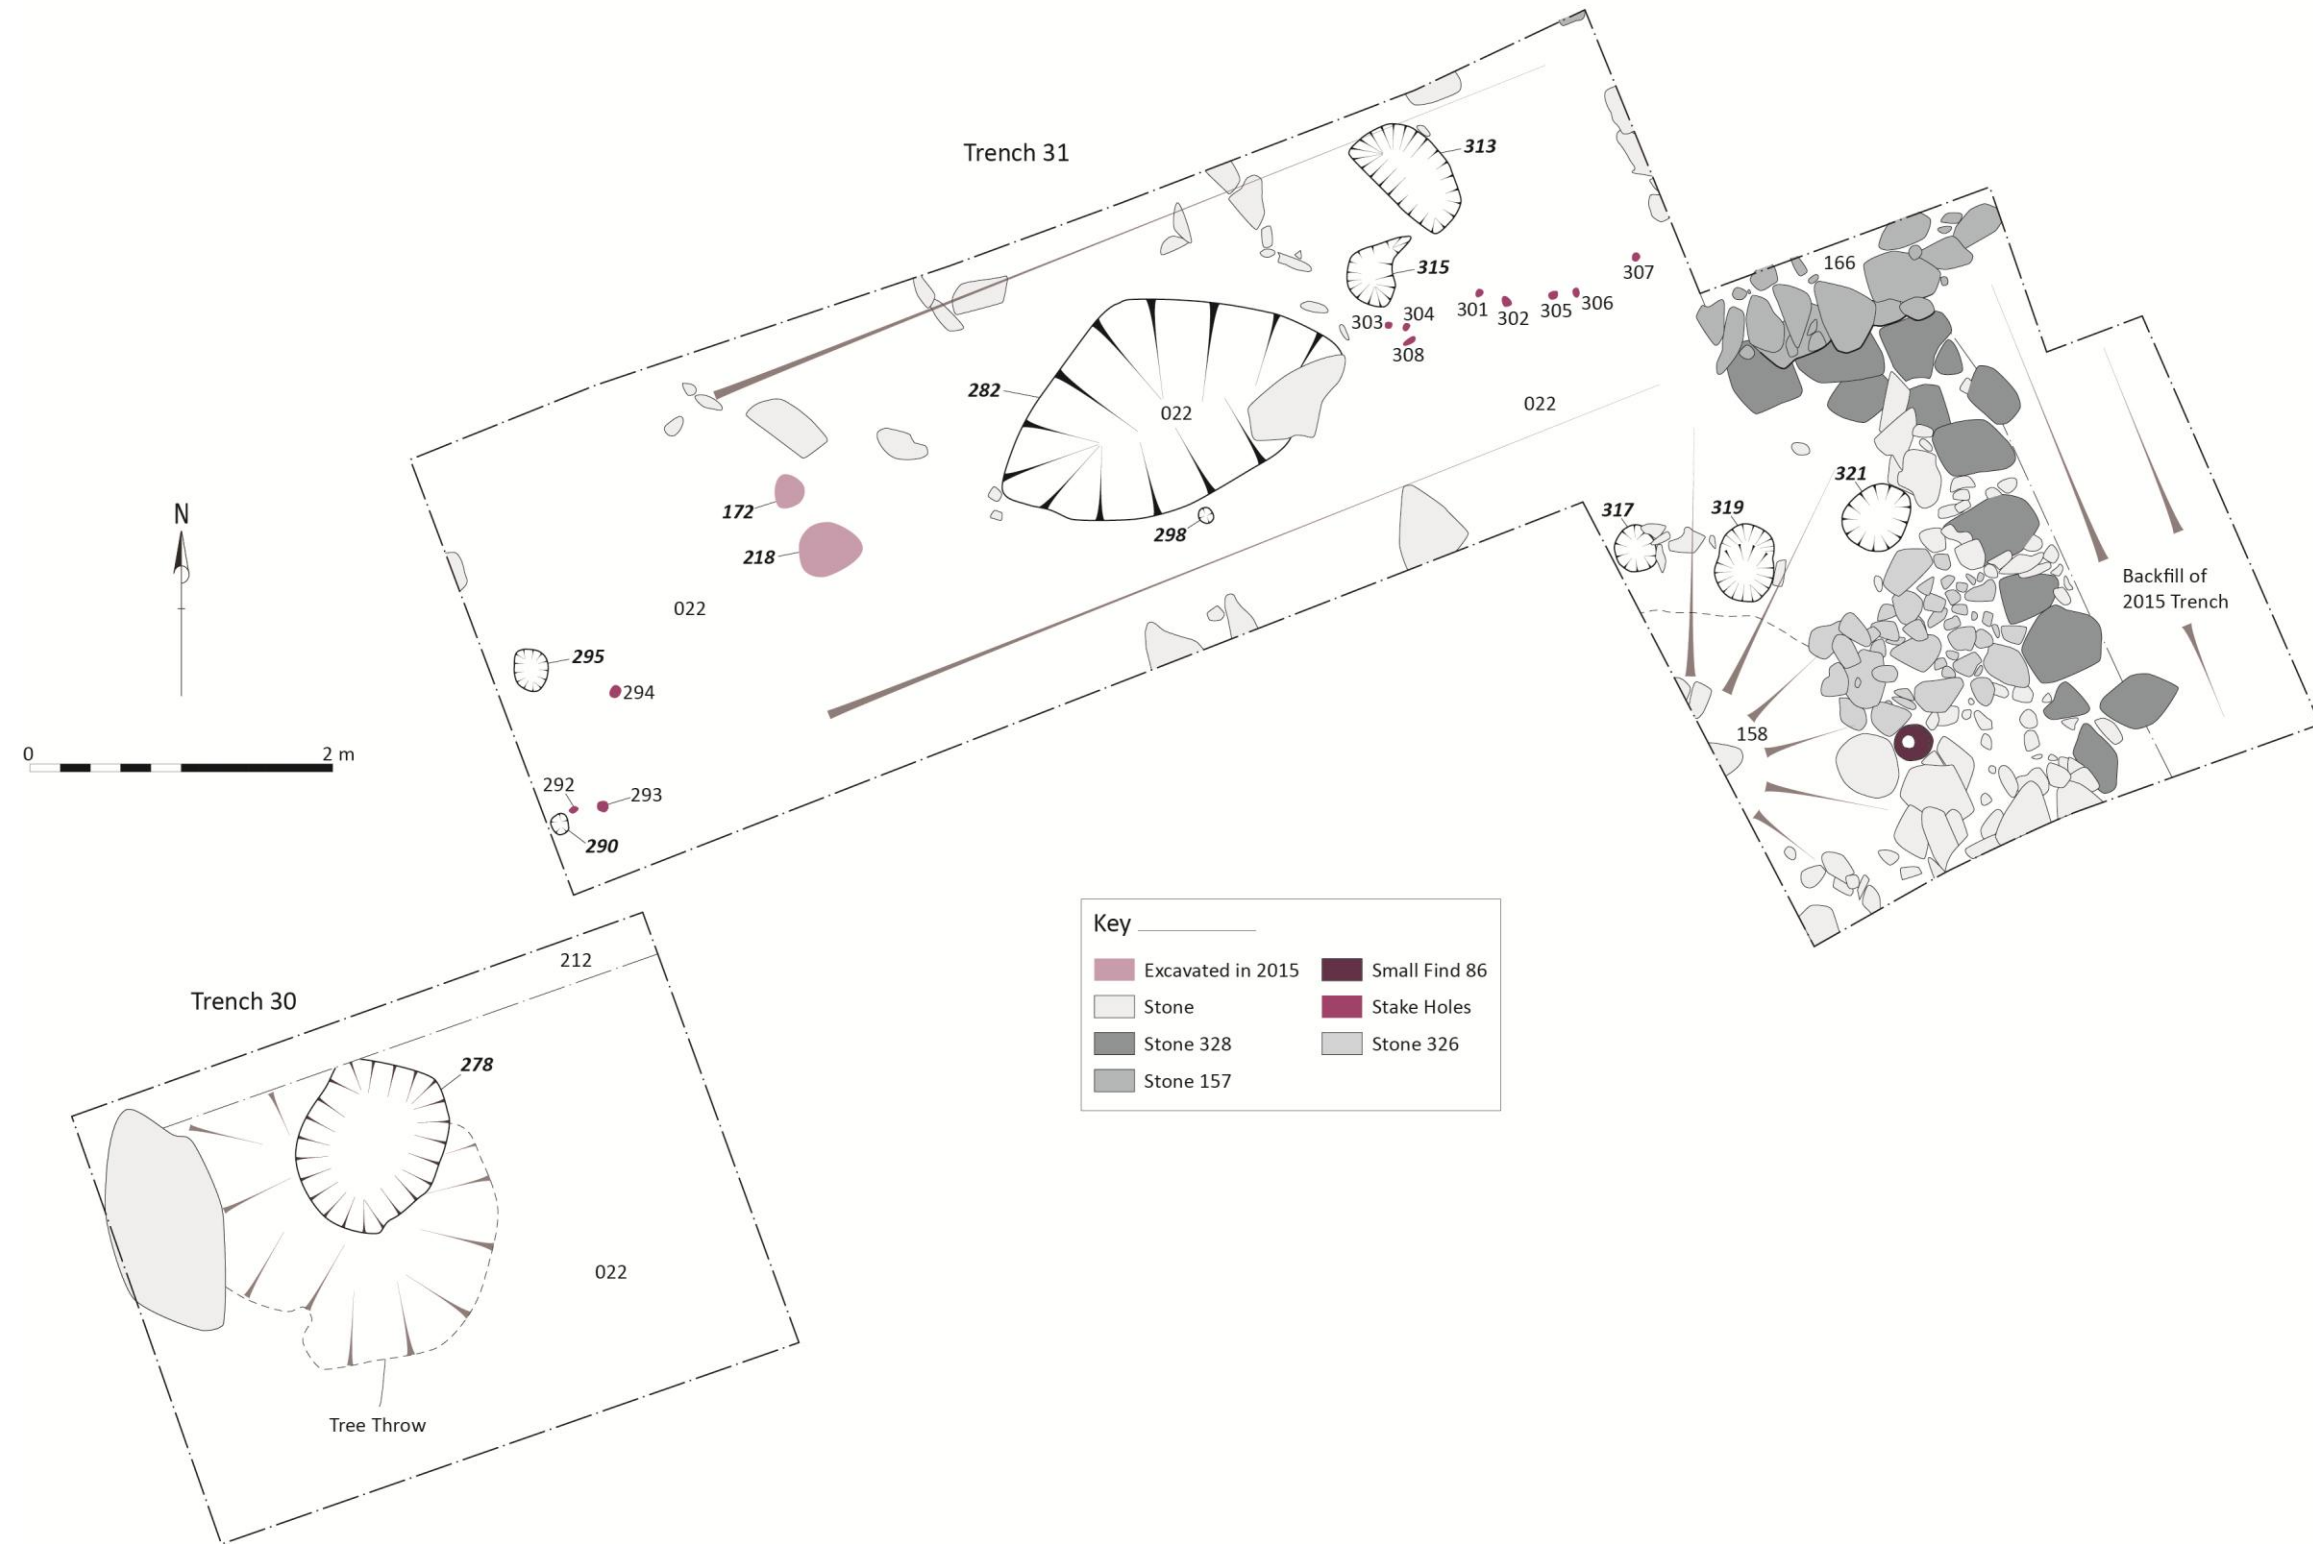 Trench 31
313
315
307
166
303
304
301
302
305
306
308
282
022
022
321
172
298
317
319
218
Backfill of
2015 Trench
N
022
295
294
158
0
2 m
292
293
290
Key
Excavated in 2015
Small Find 86
Stone
Stake Holes
Stone 328
Stone 326
Stone 157
212
Trench 30
278
022
Tree Throw